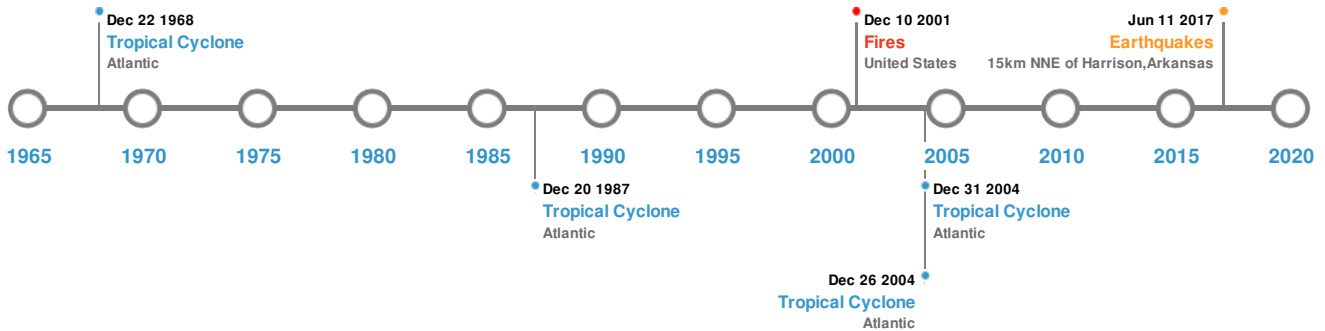 Dec 22 1968
Tropical Cyclone
Atlantic
Dec 10 2001
Fires
United States
Jun 11 2017
Earthquakes
15km NNE of Harrison,Arkansas
1965 1970 1975 1980 1985 1990 1995 2000 2005 2010 2015 2020
Dec 20 1987
Tropical Cyclone
Atlantic
Dec 31 2004
Tropical Cyclone
Atlantic
Dec 26 2004
Tropical Cyclone
Atlantic